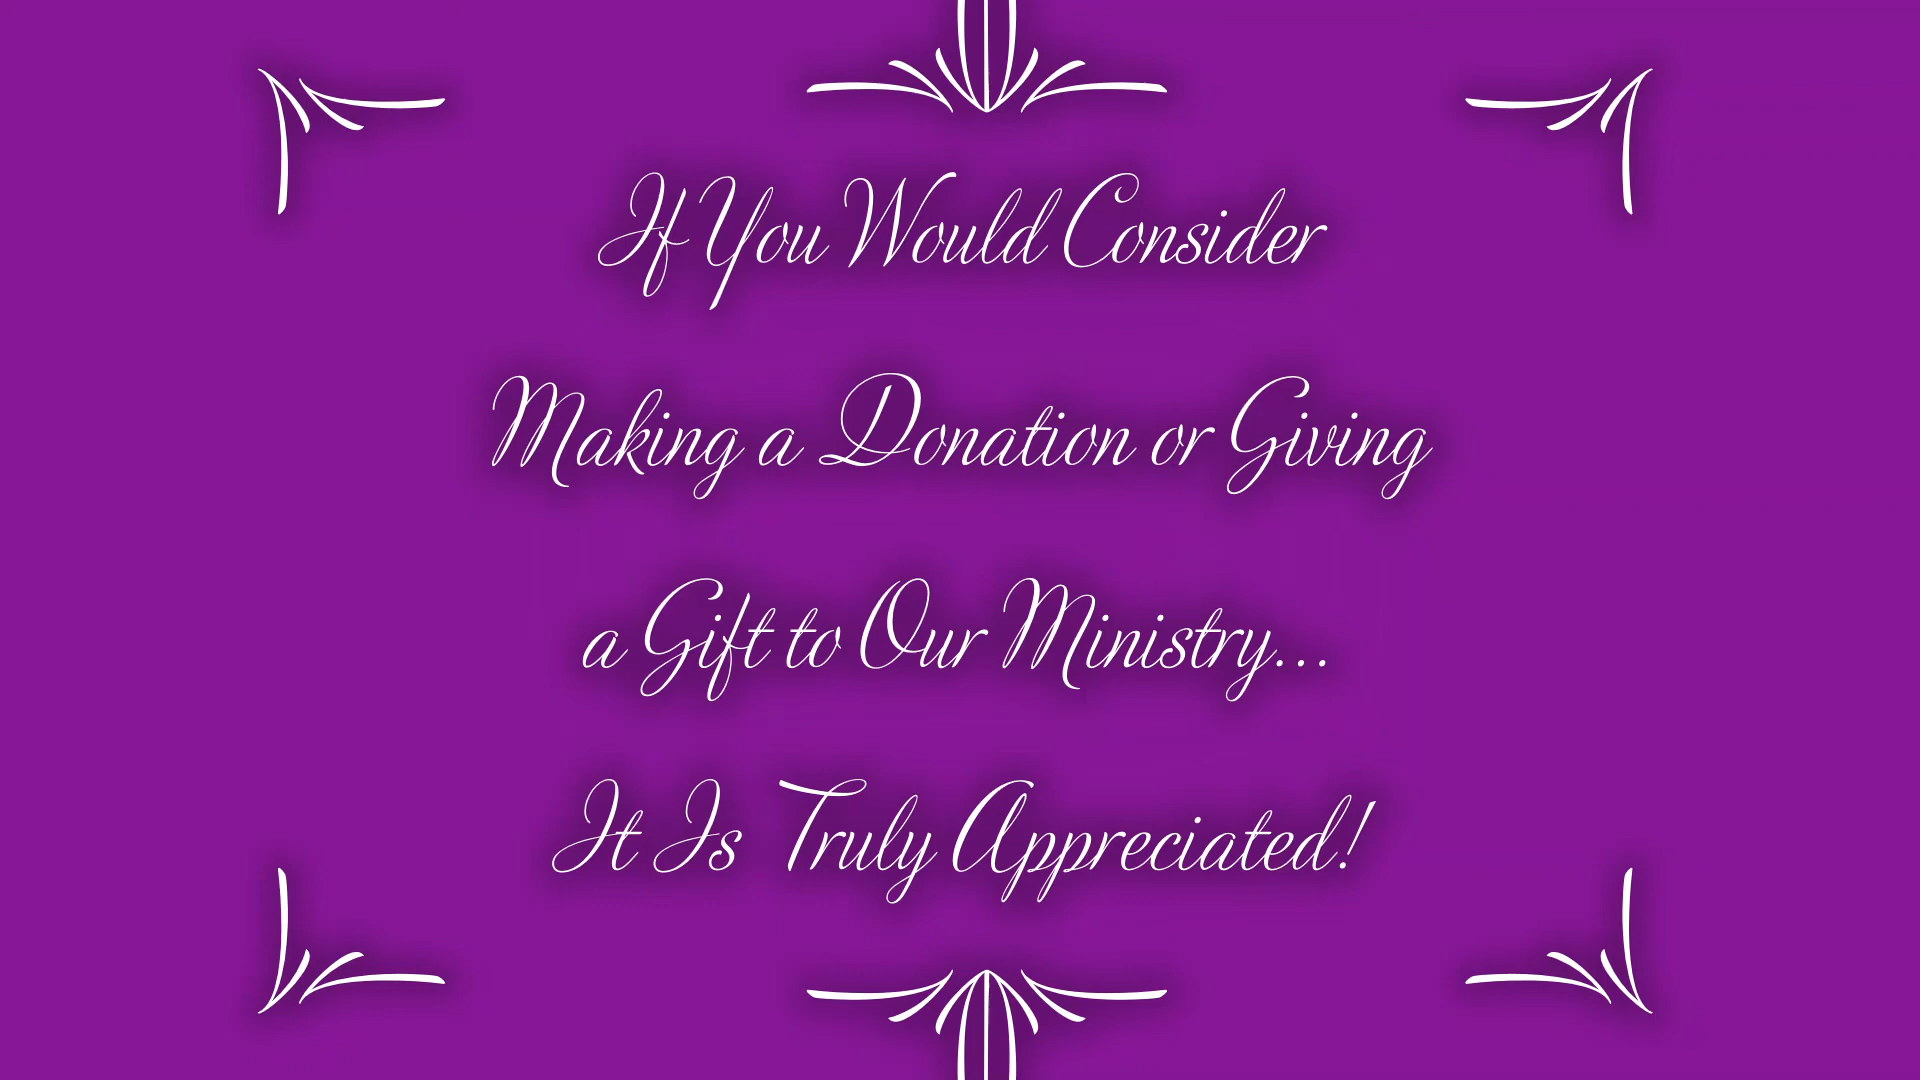 If You Would Consider
Making a Donation or Giving
a Gift to Our Ministry...
It Is Truly Appreciated!